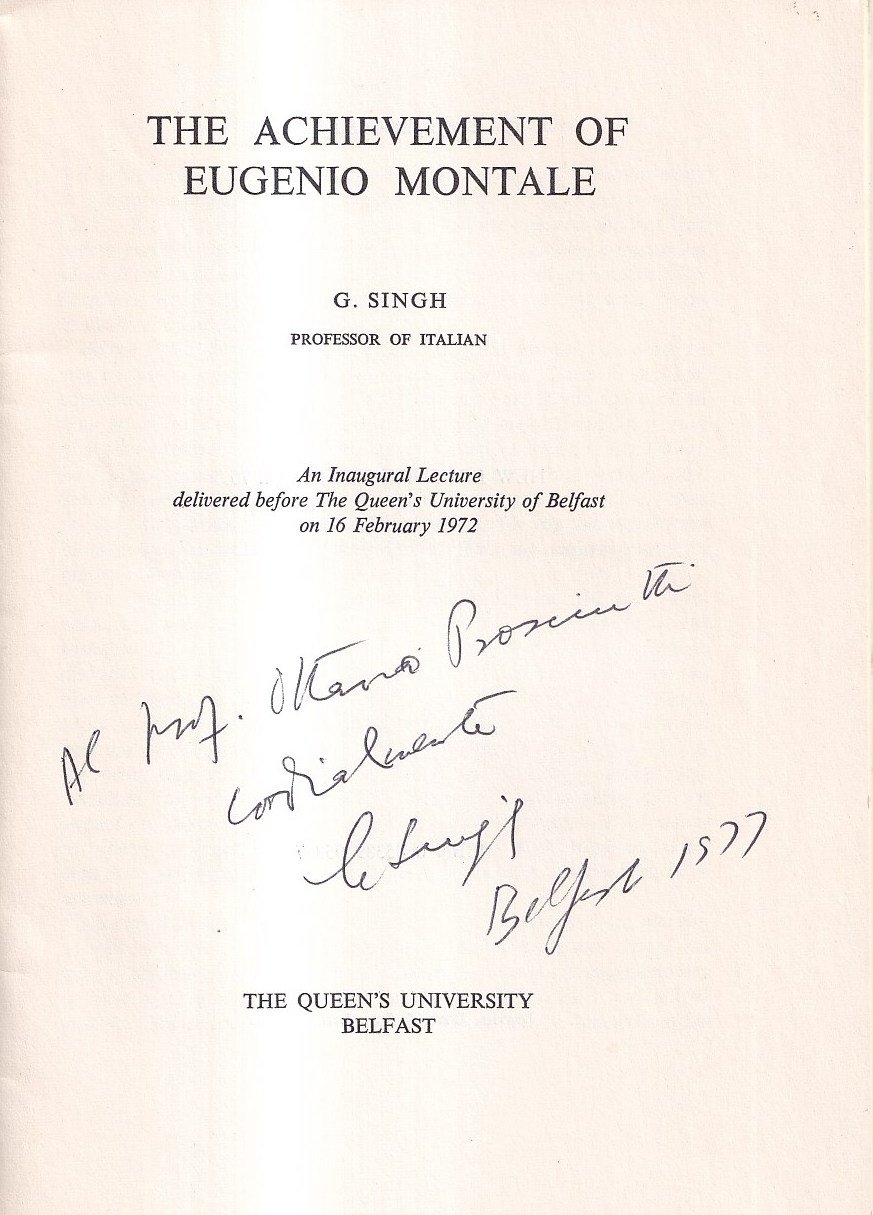 THE ACHIEVEMENT OF
EUGENIO MONTALE
G. SINGH
PROFESSOR OF ITALIAN
An Inaugural Lecture
delivered before The Queen's University of Belfast
on 16 February 1972
Al Prof. Ottavio
cordialmente
G Singh
Belfast 1977
THE QUEEN'S UNIVERSITY
BELFAST